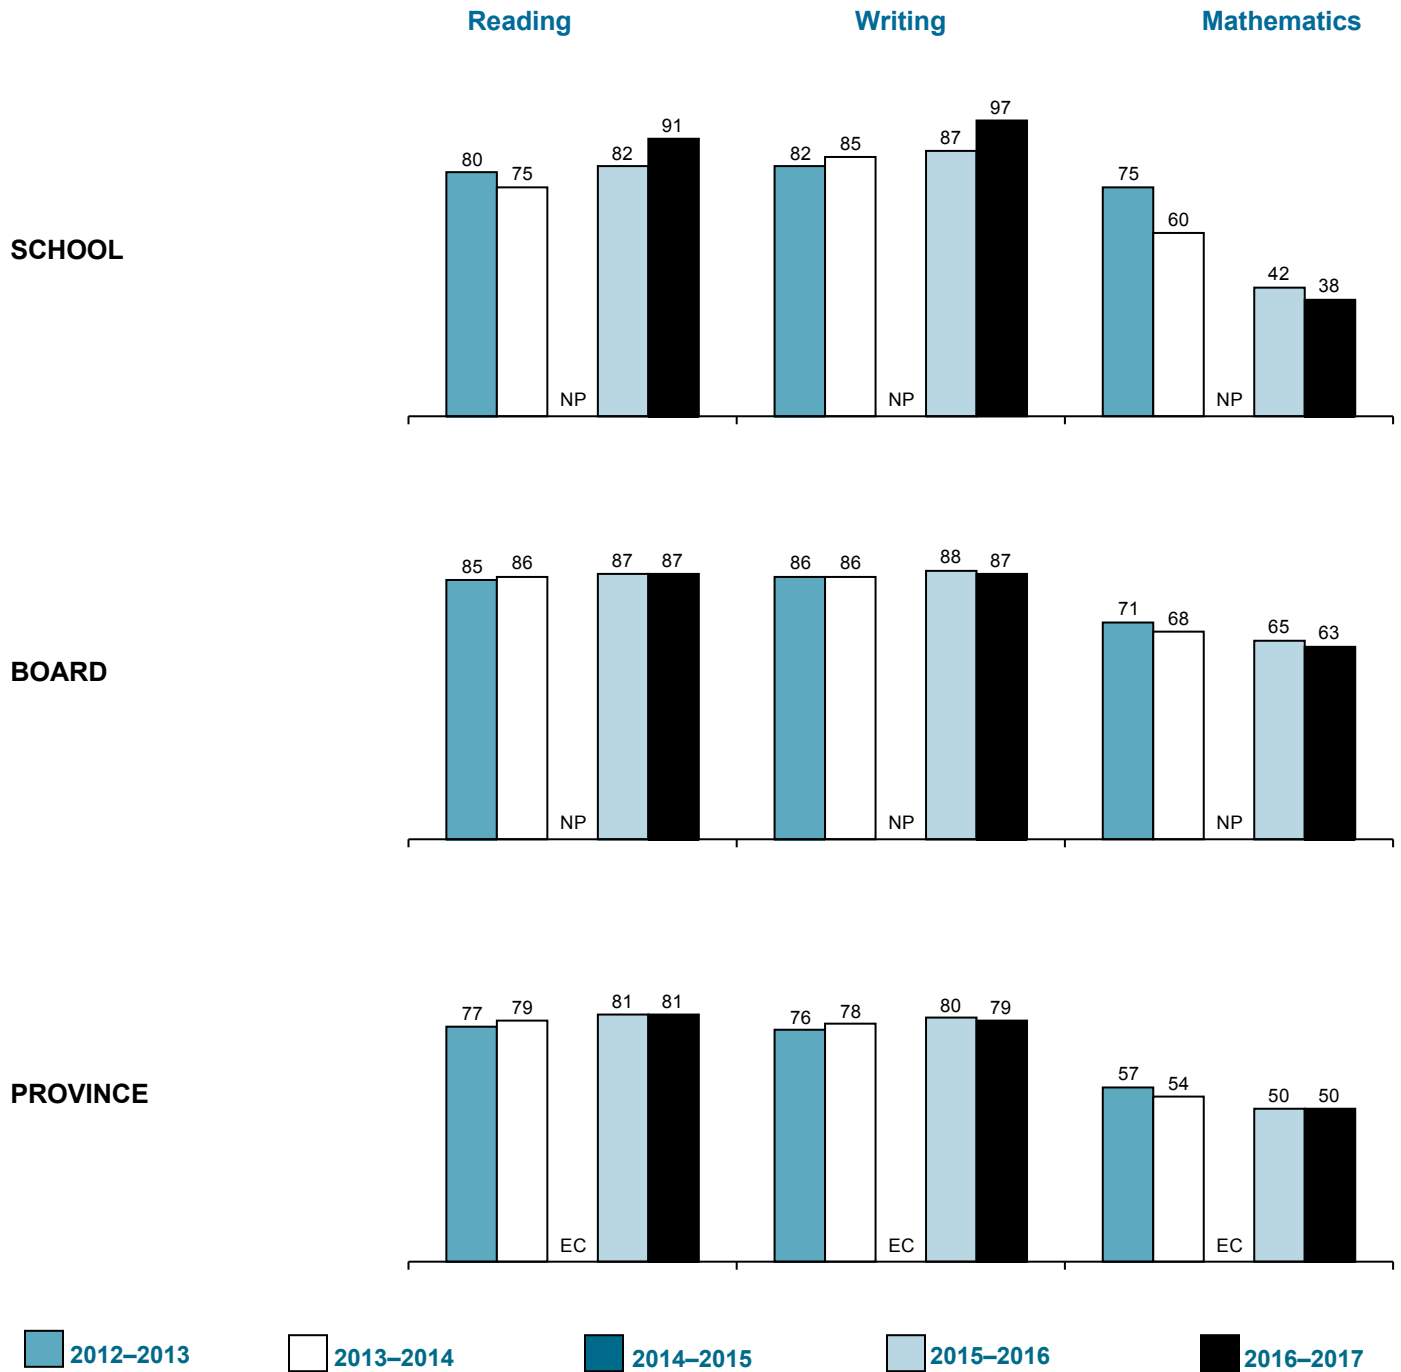 Reading Writing Mathematics
SCHOOL
80 75 NP 82 91 82 85 NP 87 97 75 60 NP 42 38
BOARD
85 86 NP 87 87 86 86 NP 88 87 71 68 NP 65 63
PROVINCE
77 79 EC 81 81 76 78 EC 80 79 57 54 EC 50 50
2012–2013 2013–2014 2014–2015 2015–2016 2016–2017